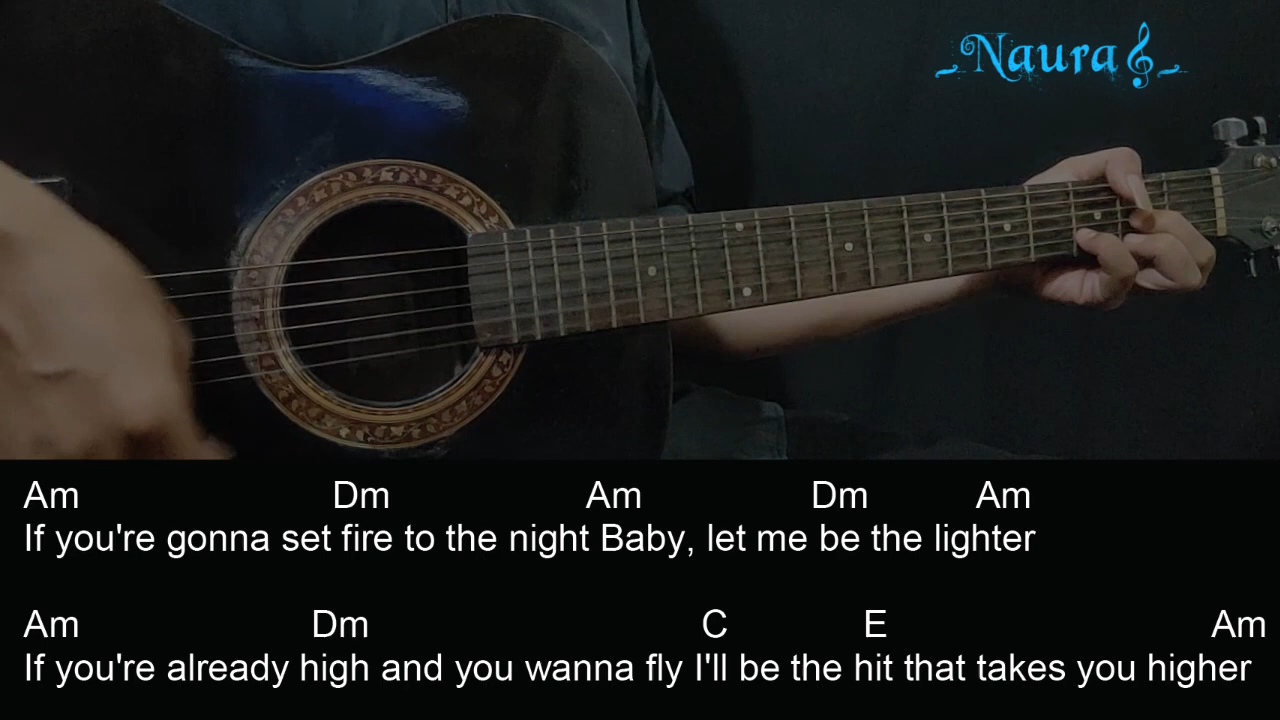 Naura
Am Dm Am Dm Am
If you're gonna set fire to the night Baby, let me be the lighter
Am Dm C E Am
If you're already high and you wanna fly I'll be the hit that takes you higher